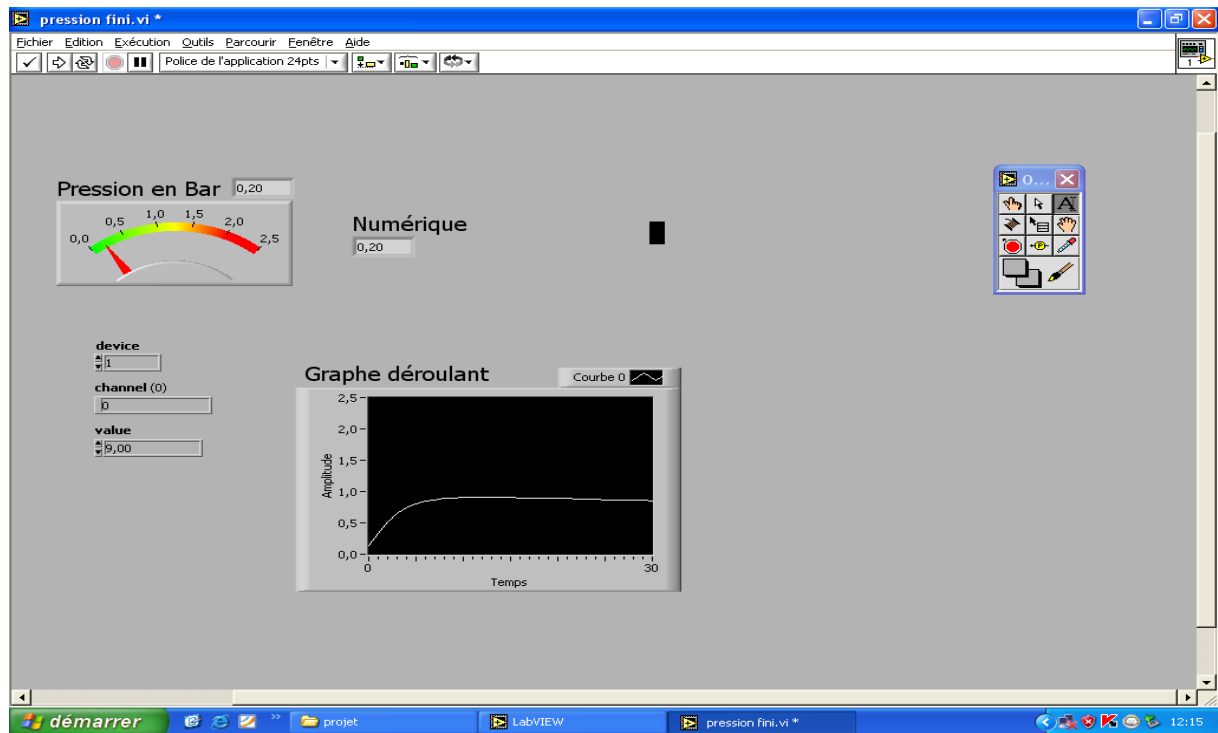 pression fini.vi *
Fichier Edition Exécution Outils Parcourir Fenêtre Aide
Police de l'application 24pts
1
Pression en Bar 0,20
0,0 0,5 1,0 1,5 2,0 2,5
Numérique
0,20
O...
device
1
channel (0)
0
value
9,00
Graphe déroulant
Courbe 0
2,5
2,0
1,5
1,0
0,5
0,0
Amplitude
0 30
Temps
démarrer projet LabVIEW pression fini.vi * 12:15